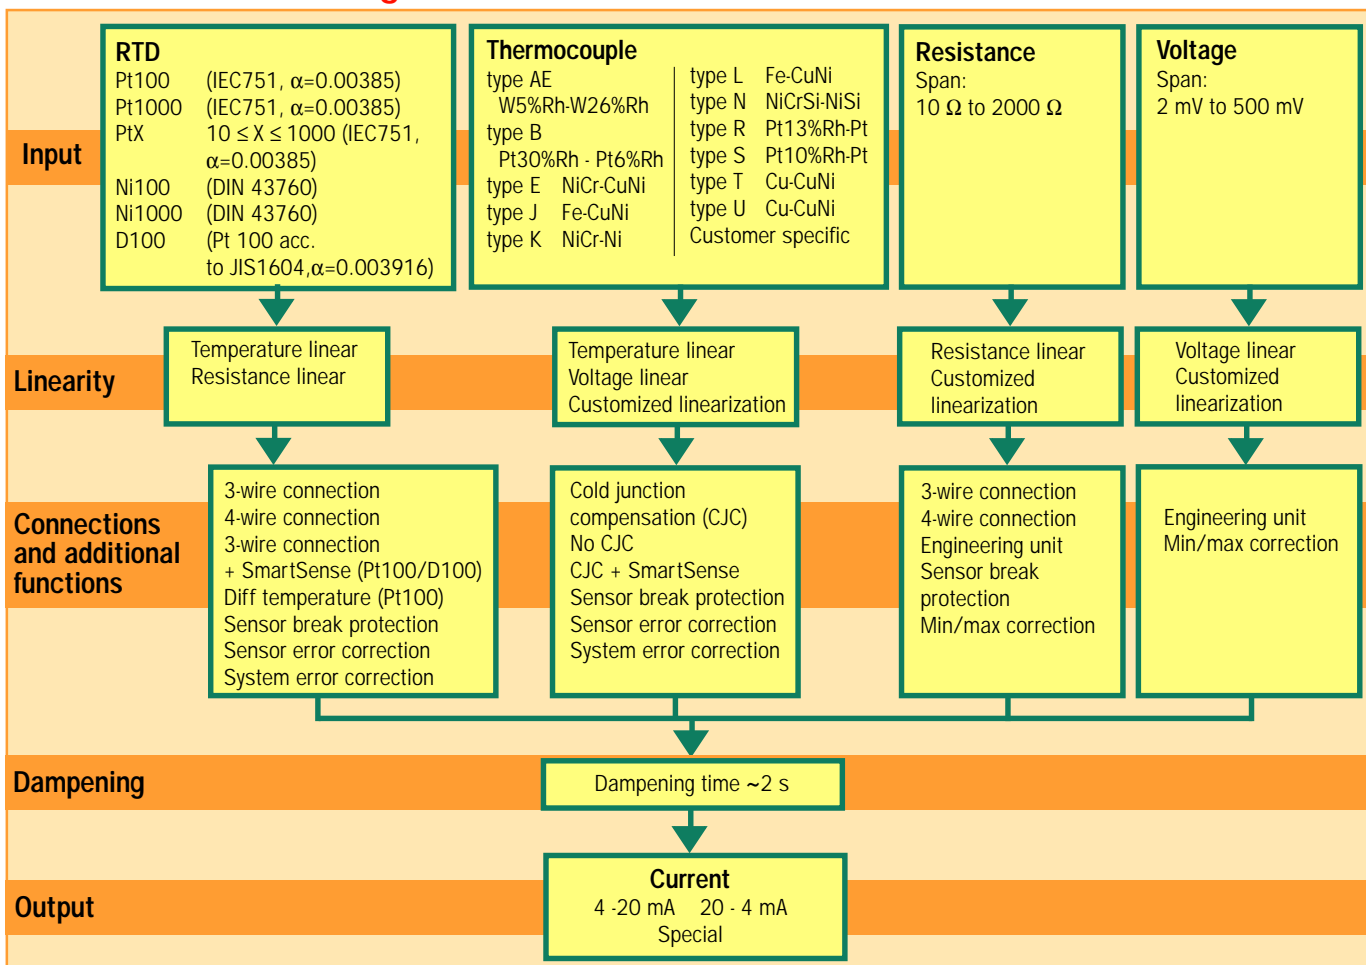 g
Input
RTD
Pt100 (IEC751, α=0.00385)
Pt1000 (IEC751, α=0.00385)
PtX 10 ≤ X ≤ 1000 (IEC751,
α=0.00385)
Ni100 (DIN 43760)
Ni1000 (DIN 43760)
D100 (Pt 100 acc.
to JIS1604,α=0.003916)
Thermocouple
type AE
W5%Rh-W26%Rh
type B
Pt30%Rh - Pt6%Rh
type E NiCr-CuNi
type J Fe-CuNi
type K NiCr-Ni
type L Fe-CuNi
type N NiCrSi-NiSi
type R Pt13%Rh-Pt
type S Pt10%Rh-Pt
type T Cu-CuNi
type U Cu-CuNi
Customer specific
Resistance
Span:
10 Ω to 2000 Ω
Voltage
Span:
2 mV to 500 mV
Linearity
Temperature linear
Resistance linear
Temperature linear
Voltage linear
Customized linearization
Resistance linear
Customized
linearization
Voltage linear
Customized
linearization
Connections
and additional
functions
3-wire connection
4-wire connection
3-wire connection
+ SmartSense (Pt100/D100)
Diff temperature (Pt100)
Sensor break protection
Sensor error correction
System error correction
Cold junction
compensation (CJC)
No CJC
CJC + SmartSense
Sensor break protection
Sensor error correction
System error correction
3-wire connection
4-wire connection
Engineering unit
Sensor break
protection
Min/max correction
Engineering unit
Min/max correction
Dampening
Dampening time ~2 s
Output
Current
4 -20 mA 20 - 4 mA
Special